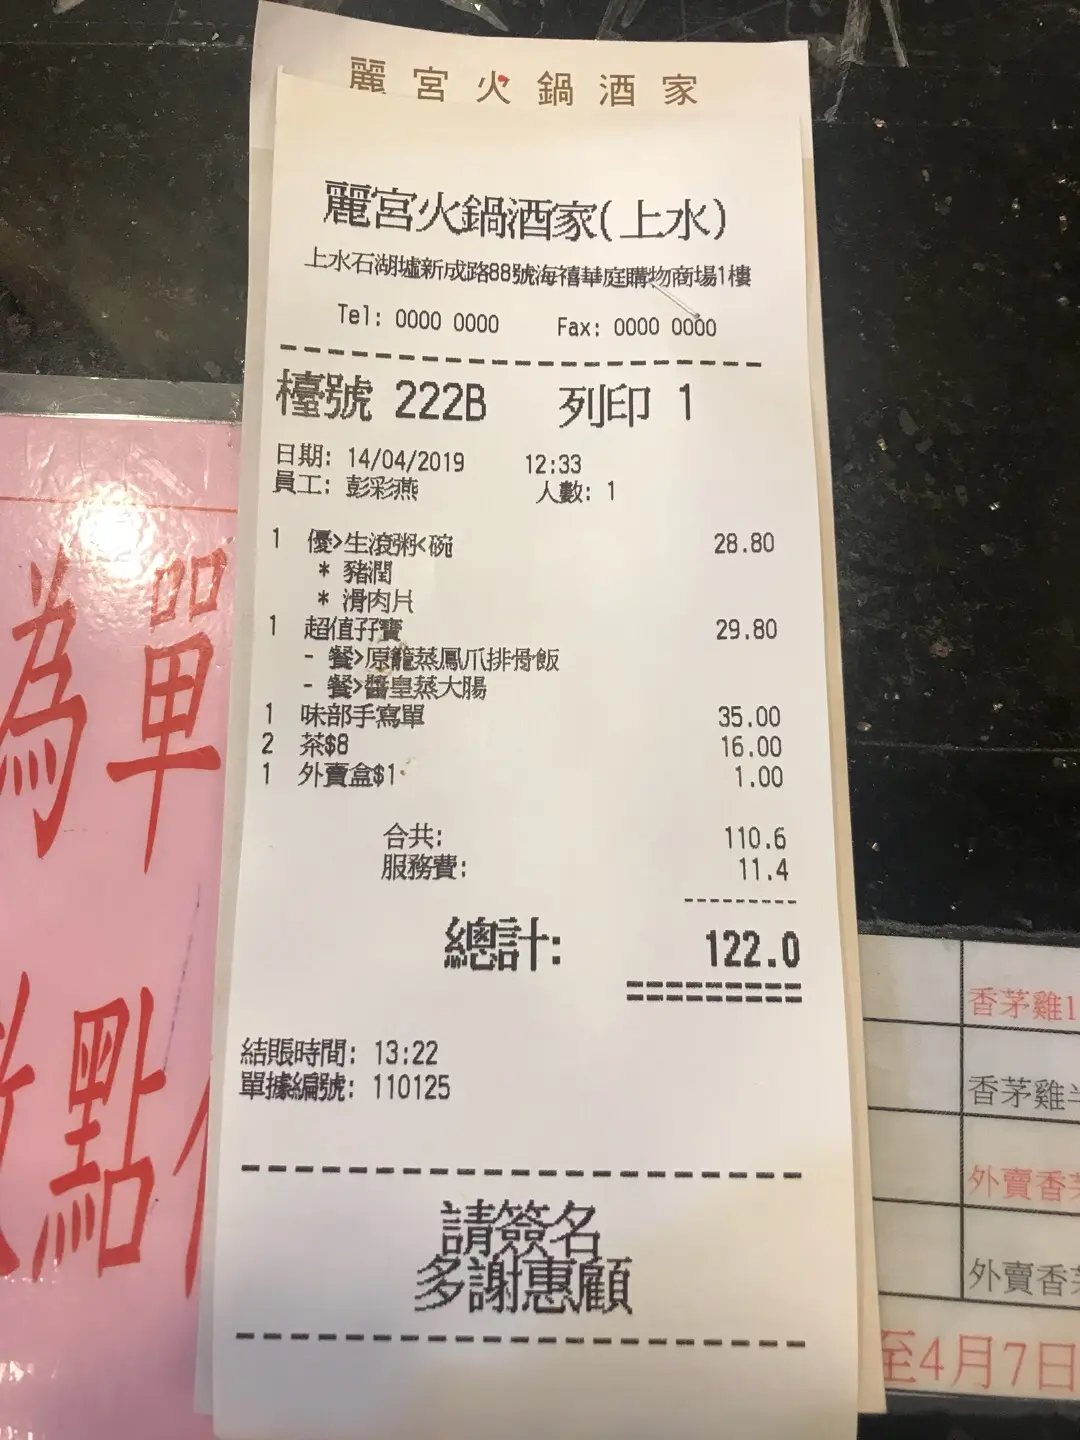 麗宮火鍋酒家
麗宮火鍋酒家(上水)
上水石湖墟新成路88號海禧華庭購物商場1樓
Tel: 0000 0000 Fax: 0000 0000
檯號 222B 列印 1
日期: 14/04/2019 12:33
員工: 彭彩燕 人數: 1
1 優>生滾粥<碗 28.80
* 豬潤
* 滑肉片
1 超值孖寶 29.80
- 餐>原籠蒸鳳爪排骨飯
- 餐>醬皇蒸大腸
1 味部手寫單 35.00
2 茶$8 16.00
1 外賣盒$1 1.00
合共: 110.6
服務費: 11.4
總計: 122.0
結賬時間: 13:22
單據編號: 110125
請簽名
多謝惠顧
為單
點
香茅雞1
香茅雞半
外賣香茅
外賣香茅
至4月7日